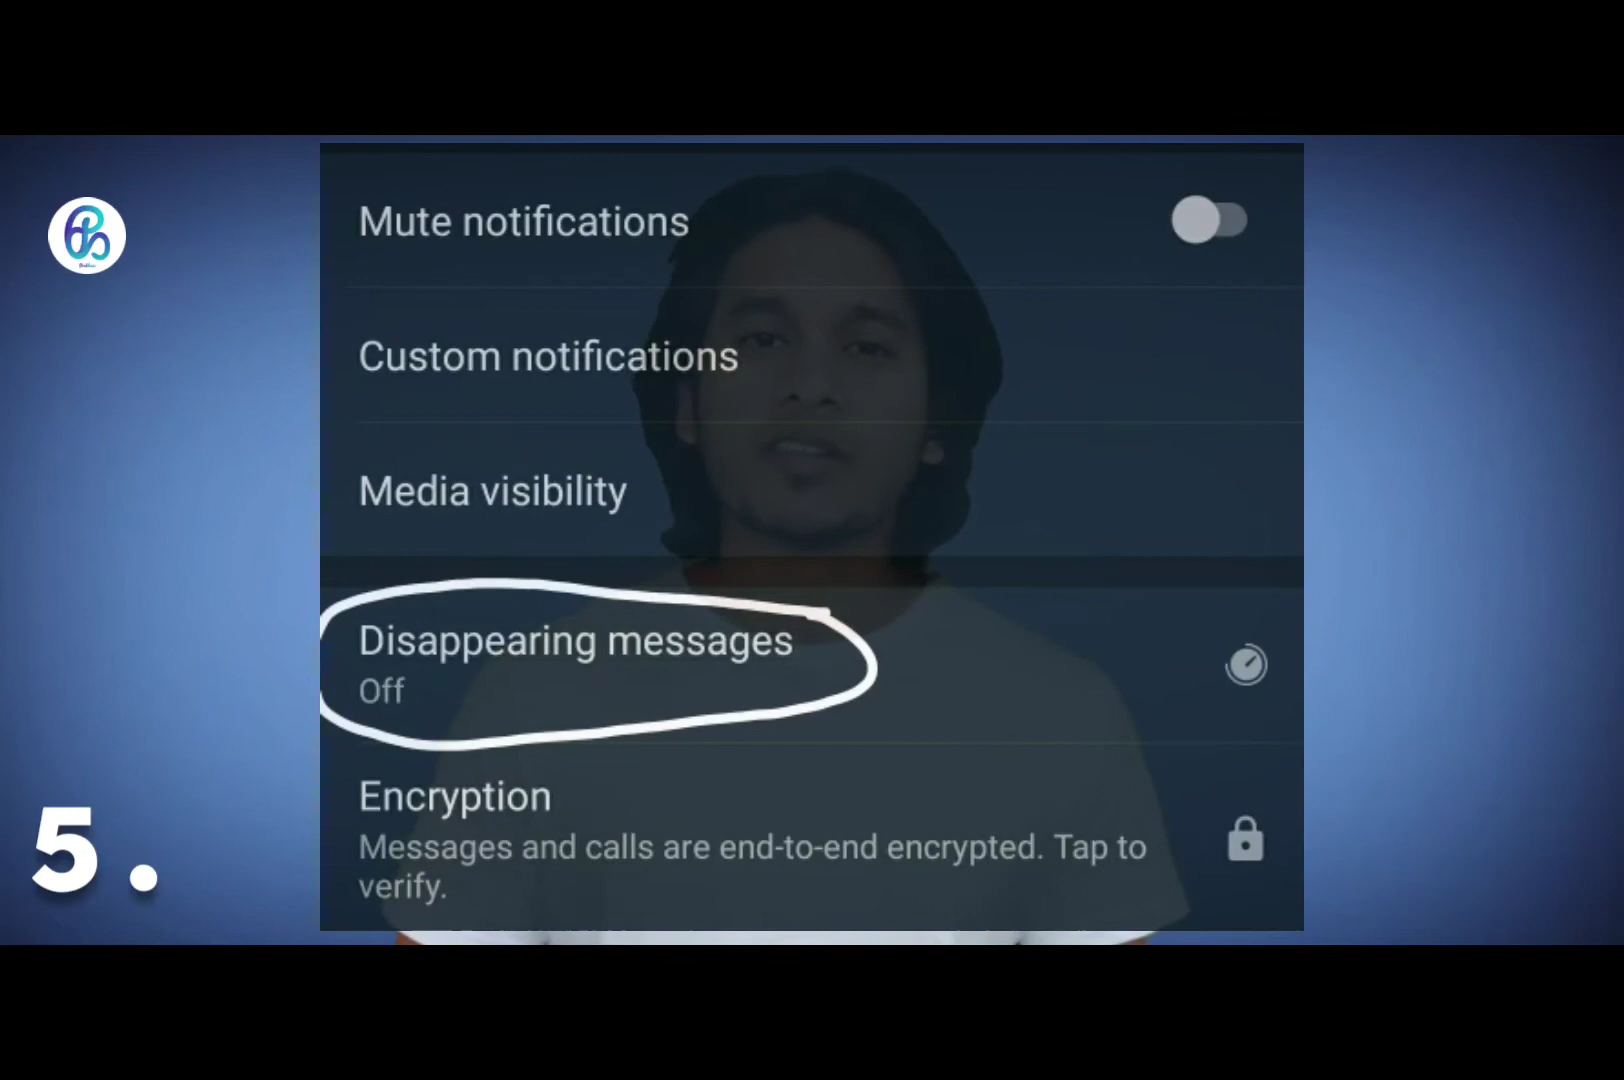 Mute notifications
Custom notifications
Media visibility
Disappearing messages
Off
Encryption
Messages and calls are end-to-end encrypted. Tap to
verify.
5.